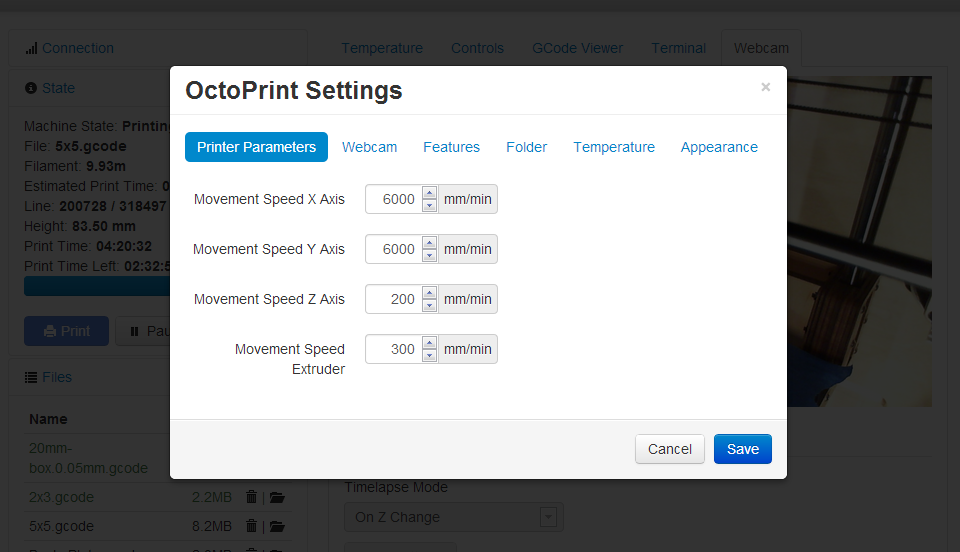 Connection
Temperature Controls GCode Viewer Terminal Webcam
OctoPrint Settings
×
State
Printer Parameters Webcam Features Folder Temperature Appearance
Machine State: Printin
File: 5x5.gcode
Filament: 9.93m
Estimated Print Time: 0
Line: 200728 / 318497
Height: 83.50 mm
Print Time: 04:20:32
Print Time Left: 02:32:5
Movement Speed X Axis 6000 mm/min
Movement Speed Y Axis 6000 mm/min
Movement Speed Z Axis 200 mm/min
Movement Speed
Extruder
300 mm/min
Print Pau
Files
Name
20mm-
box.0.05mm.gcode
2x3.gcode 2.2MB |
5x5.gcode 8.2MB |
Cancel Save
Timelapse Mode
On Z Change